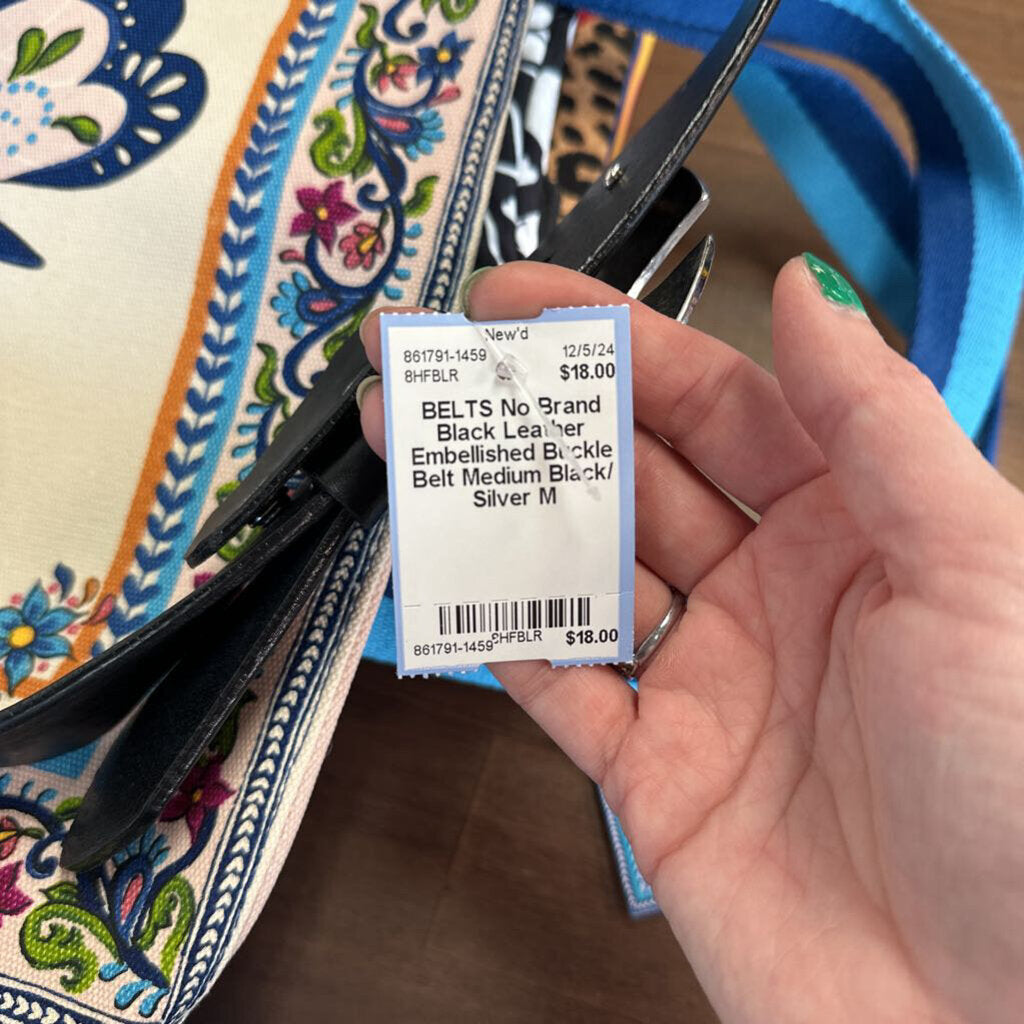 New'd
861791-1459 12/5/24
8HFBLR $18.00
BELTS No Brand
Black Leather
Embellished Buckle
Belt Medium Black/
Silver M
861791-1459 8HFBLR $18.00